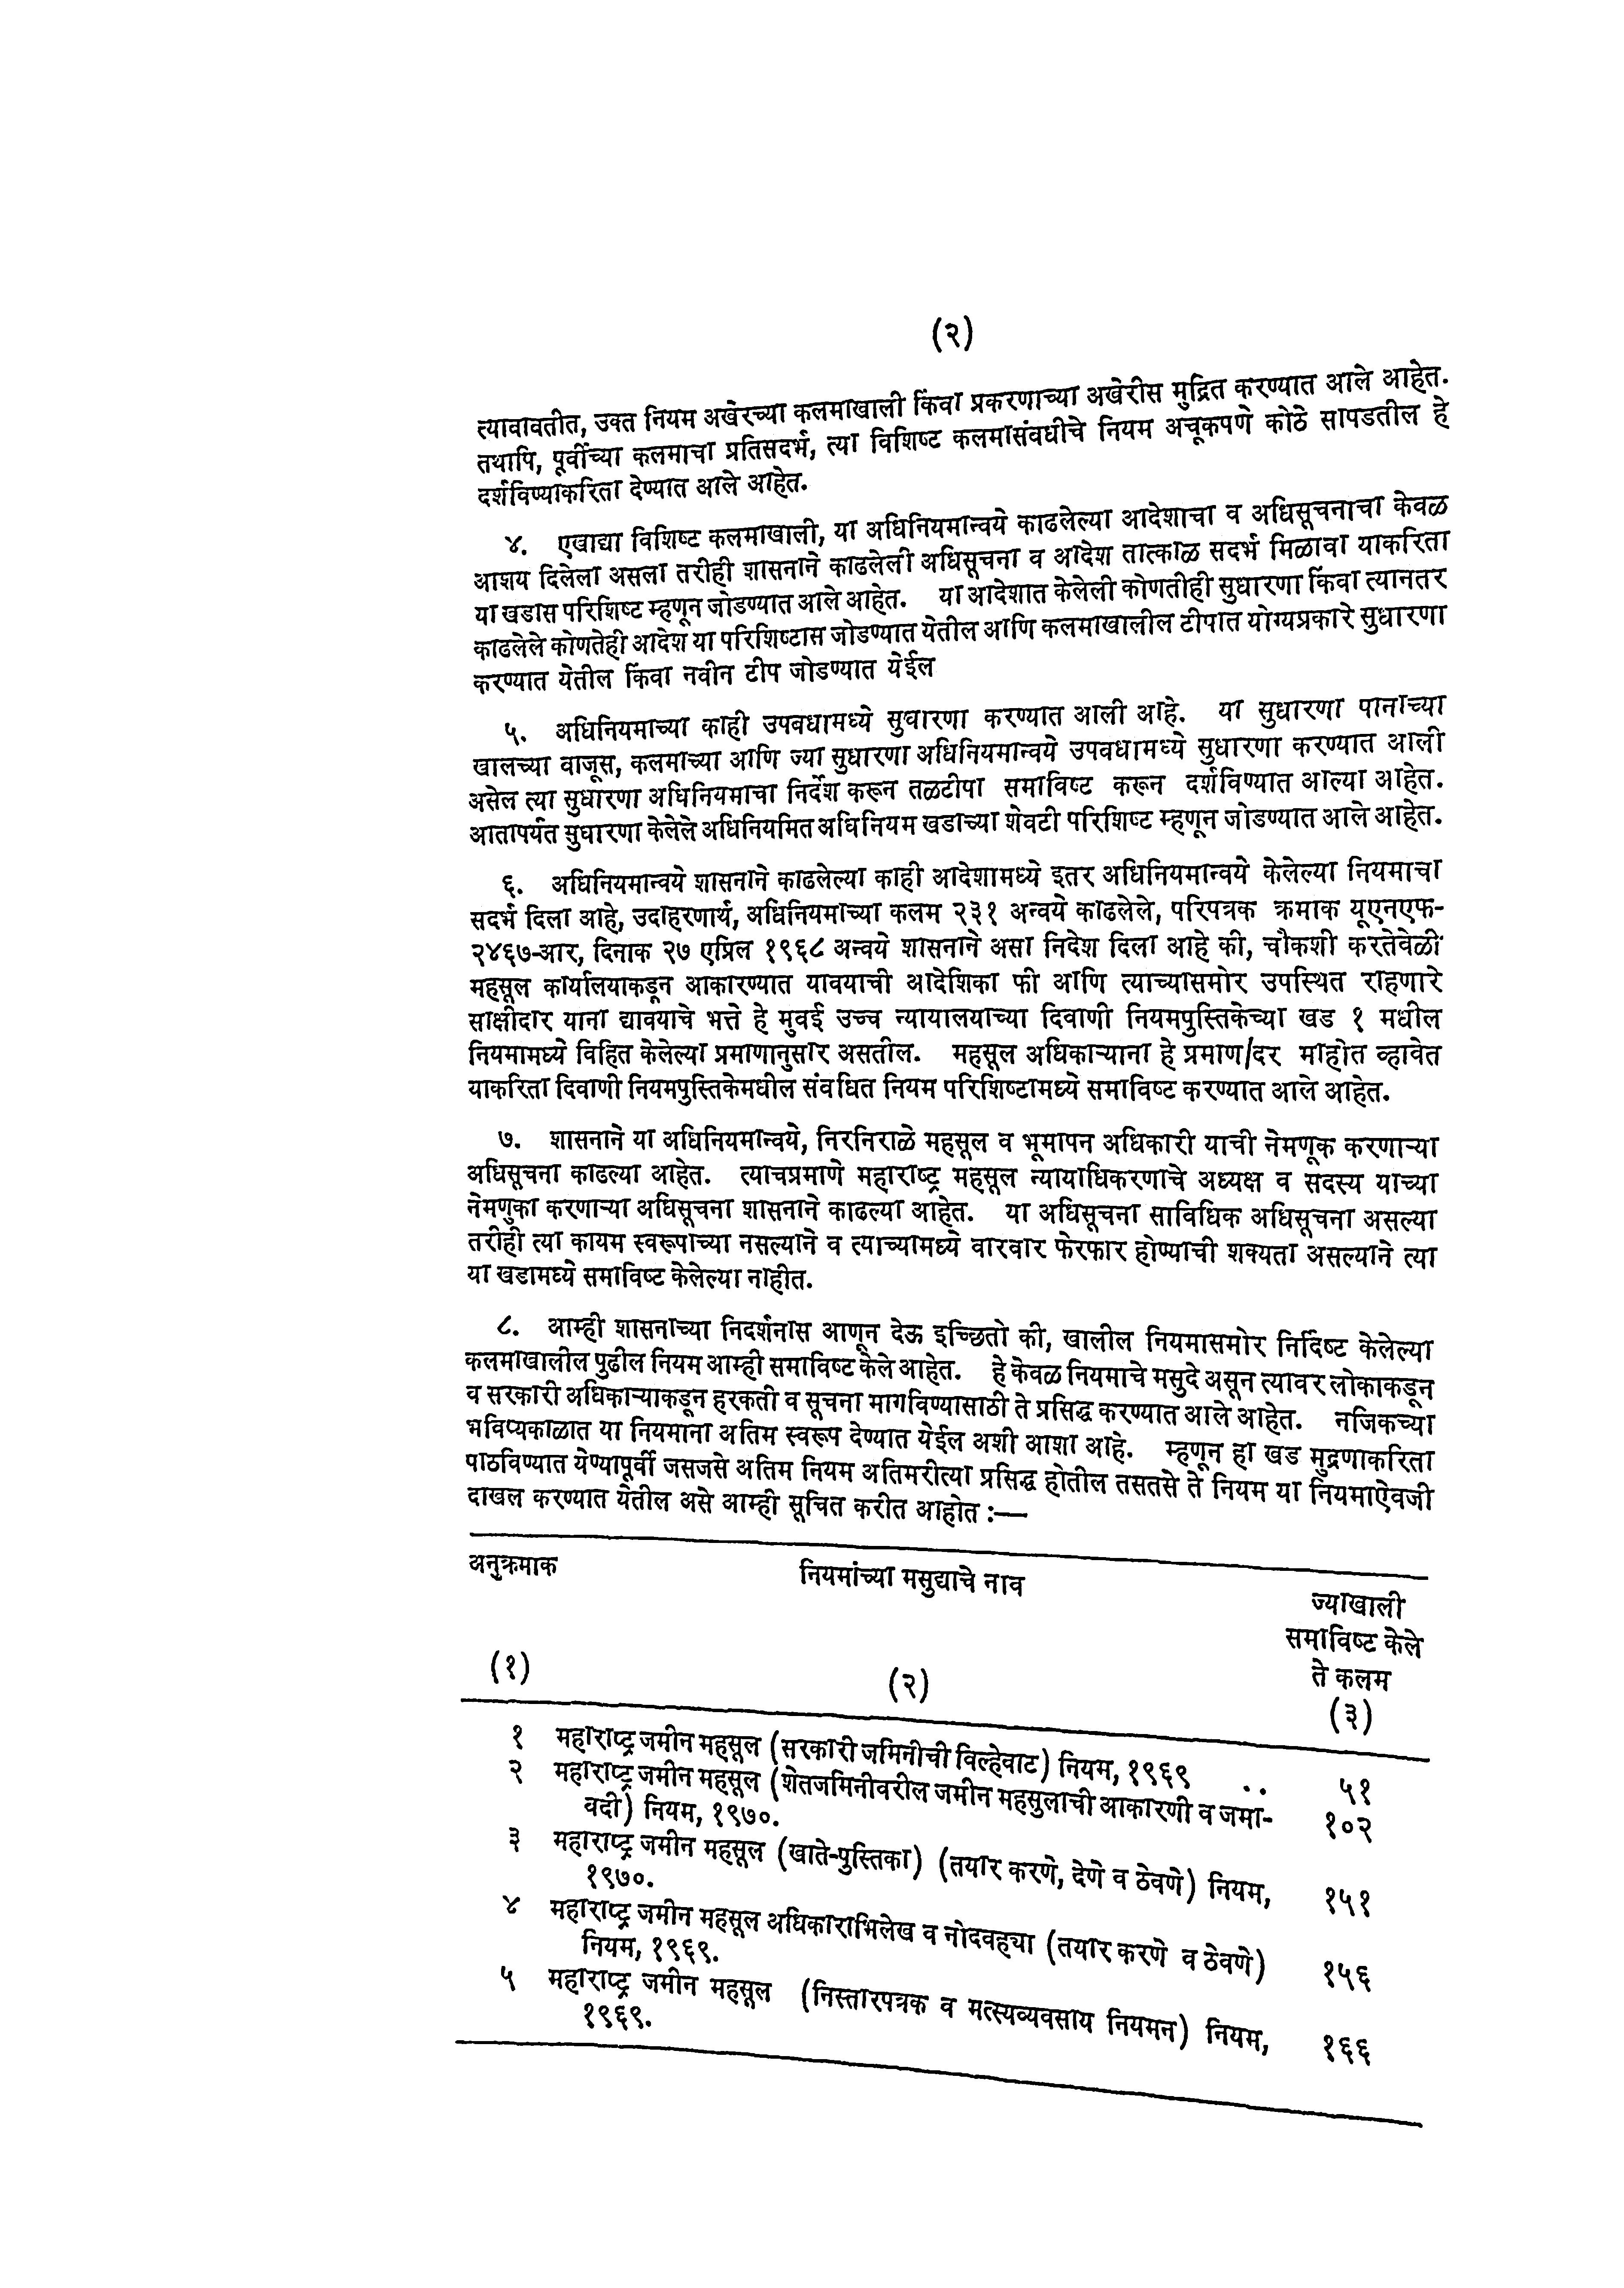 (२)
त्यावावतीत, उक्त नियम अखेरच्या कलमाखाली किंवा प्रकरणाच्या अखेरीस मुद्रित करण्यात आले आहेत.
तथापि, पूर्वीच्या कलमाचा प्रतिसदर्भ, त्या विशिष्ट कलमासंवधीचे नियम अचूकपणे कोठे सापडतील हे
दर्शविण्याकरिता देण्यात आले आहेत.
४. एखाद्या विशिष्ट कलमाखाली, या अधिनियमान्वये काढलेल्या आदेशाचा व अधिसूचनाचा केवळ
आशय दिलेला असला तरीही शासनाने काढलेली अधिसूचना व आदेश तात्काळ सदर्भ मिळावा याकरिता
या खडास परिशिष्ट म्हणून जोडण्यात आले आहेत. या आदेशात केलेली कोणतीही सुधारणा किंवा त्यानतर
काढलेले कोणतेही आदेश या परिशिष्टास जोडण्यात येतील आणि कलमाखालील टीपात योग्यप्रकारे सुधारणा
करण्यात येतील किंवा नवीन टीप जोडण्यात येईल
५. अधिनियमाच्या काही उपबधामध्ये सुवारणा करण्यात आली आहे. या सुधारणा पानाच्या
खालच्या वाजूस, कलमाच्या आणि ज्या सुधारणा अधिनियमान्वये उपवधामध्ये सुधारणा करण्यात आली
असेल त्या सुधारणा अधिनियमाचा निर्देश करून तळटीपा समाविष्ट करून दर्शविण्यात आल्या आहेत.
आतापर्यत सुधारणा केलेले अधिनियमित अधिनियम खडाच्या शेवटी परिशिष्ट म्हणून जोडण्यात आले आहेत.
६. अधिनियमान्वये शासनाने काढलेल्या काही आदेशामध्ये इतर अधिनियमान्वये केलेल्या नियमाचा
सदर्भ दिला आहे, उदाहरणार्थ, अधिनियमाच्या कलम २३१ अन्वये काढलेले, परिपत्रक क्रमाक यूएनएफ-
२४६७-आर, दिनाक २७ एप्रिल १९६८ अन्वये शासनाने असा निदेश दिला आहे की, चौकशी करतेवेळी
महसूल कार्यालयाकडून आकारण्यात यावयाची आदेशिका फी आणि त्याच्यासमोर उपस्थित राहणारे
साक्षीदार याना द्यावयाचे भत्ते हे मुवई उच्च न्यायालयाच्या दिवाणी नियमपुस्तिकेच्या खड १ मधील
नियमामध्ये विहित केलेल्या प्रमाणानुसार असतील. महसूल अधिकाऱ्याना हे प्रमाण/दर माहोत व्हावेत
याकरिता दिवाणी नियमपुस्तिकेमधील संवधित नियम परिशिष्टामध्ये समाविष्ट करण्यात आले आहेत.
७. शासनाने या अधिनियमान्वये, निरनिराळे महसूल व भूमापन अधिकारी याची नेमणूक करणाऱ्या
अधिसूचना काढल्या आहेत. त्याचप्रमाणे महाराष्ट्र महसूल न्यायाधिकरणाचे अध्यक्ष व सदस्य याच्या
नेमणुका करणाऱ्या अधिसूचना शासनाने काढल्या आहेत. या अधिसूचना साविधिक अधिसूचना असल्या
तरीही त्या कायम स्वरूपाच्या नसल्याने व त्याच्यामध्ये वारवार फेरफार होण्याची शक्यता असल्याने त्या
या खडामध्ये समाविष्ट केलेल्या नाहीत.
८. आम्ही शासनाच्या निदर्शनास आणून देऊ इच्छितो की, खालील नियमासमोर निर्दिष्ट केलेल्या
कलमाखालील पुढील नियम आम्ही समाविष्ट केले आहेत. हे केवळ नियमाचे मसुदे असून त्यावर लोकाकडून
व सरकारी अधिकाऱ्याकडून हरकती व सूचना मागविण्यासाठी ते प्रसिद्ध करण्यात आले आहेत. नजिकच्या
भविप्यकाळात या नियमाना अतिम स्वरूप देण्यात येईल अशी आशा आहे. म्हणून हा खड मुद्रणाकरिता
पाठविण्यात येण्यापूर्वी जसजसे अतिम नियम अतिमरीत्या प्रसिद्ध होतील तसतसे ते नियम या नियमाऐवजी
दाखल करण्यात येतील असे आम्ही सूचित करीत आहोत :—
अनुक्रमाक नियमांच्या मसुद्याचे नाव ज्याखाली
समाविष्ट केले
ते कलम
(१) (२) (३)
१ महाराष्ट्र जमीन महसूल (सरकारी जमिनीची विल्हेवाट) नियम, १९६९ .. ५१
२ महाराष्ट्र जमीन महसूल (शेतजमिनीवरील जमीन महसुलाची आकारणी व जमा- १०२
वदी) नियम, १९७०.
३ महाराष्ट्र जमीन महसूल (खाते-पुस्तिका) (तयार करणे, देणे व ठेवणे) नियम, १५१
१९७०.
४ महाराष्ट्र जमीन महसूल अधिकाराभिलेख व नोदवह्या (तयार करणे व ठेवणे) १५६
नियम, १९६९.
५ महाराष्ट्र जमीन महसूल (निस्तारपत्रक व मत्स्यव्यवसाय नियमन) नियम, १६६
१९६९.